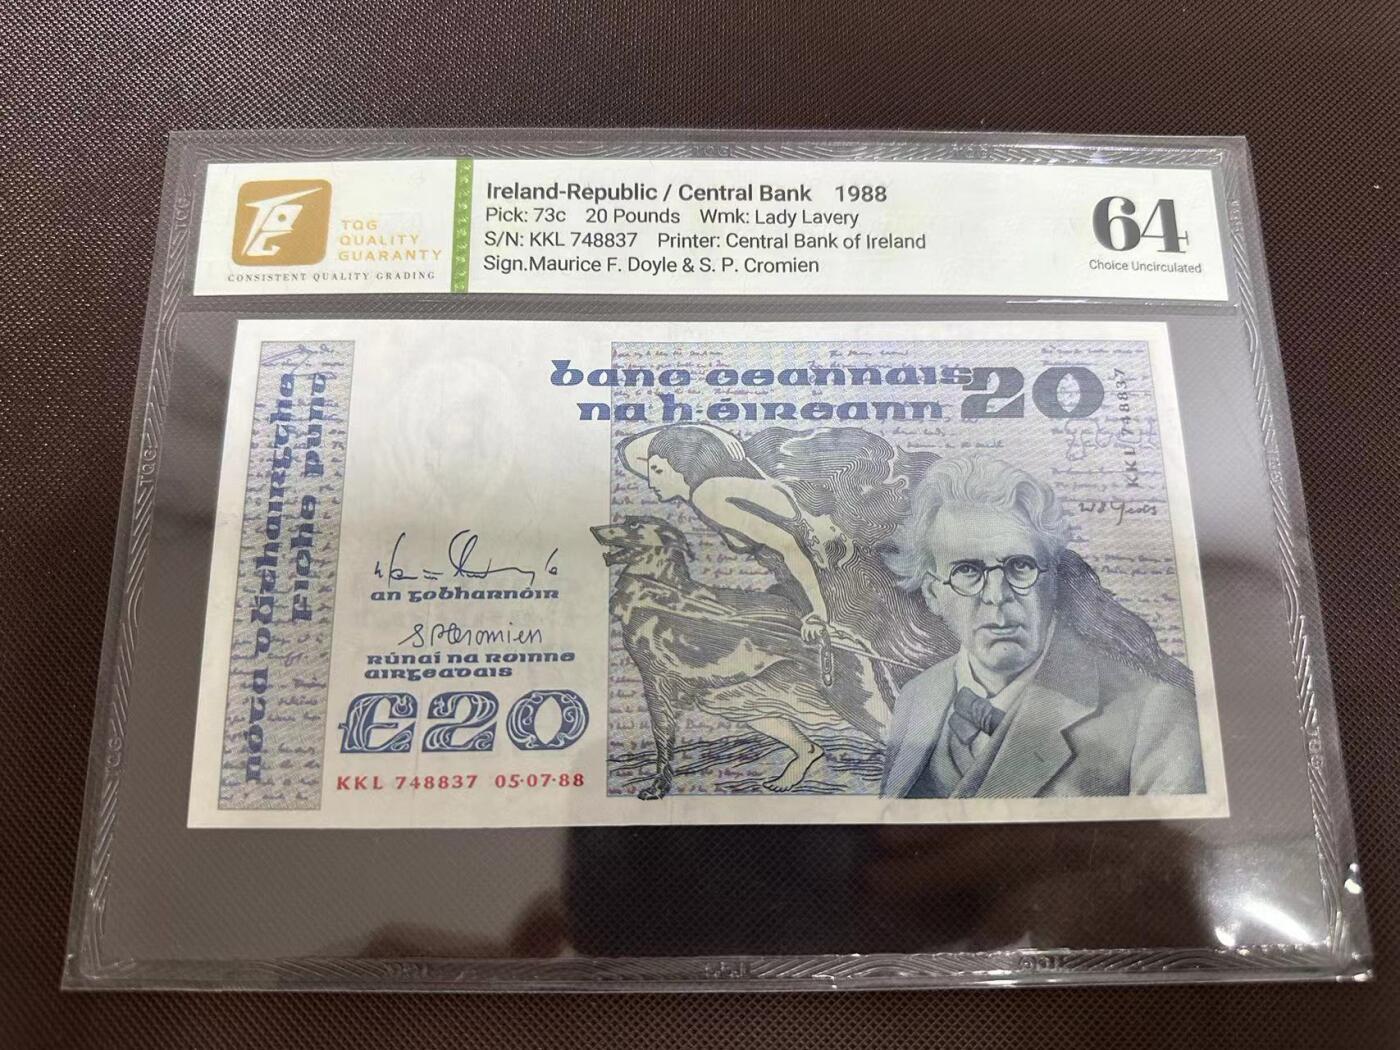 TQG
QUALITY
GUARANTY
CONSISTENT QUALITY GRADING
Ireland-Republic / Central Bank 1988
Pick: 73c 20 Pounds Wmk: Lady Lavery
S/N: KKL 748837 Printer: Central Bank of Ireland
Sign.Maurice F. Doyle & S. P. Cromien
64
Choice Uncirculated
banc ceannais
na h-éireann
20
KKL 748837
W B Yeats
nóta dlíthairgthe
fiche punt
an gobharnóir
S P Cromien
rúnaí na roinne
airgeadais
£20
KKL 748837 05·07·88